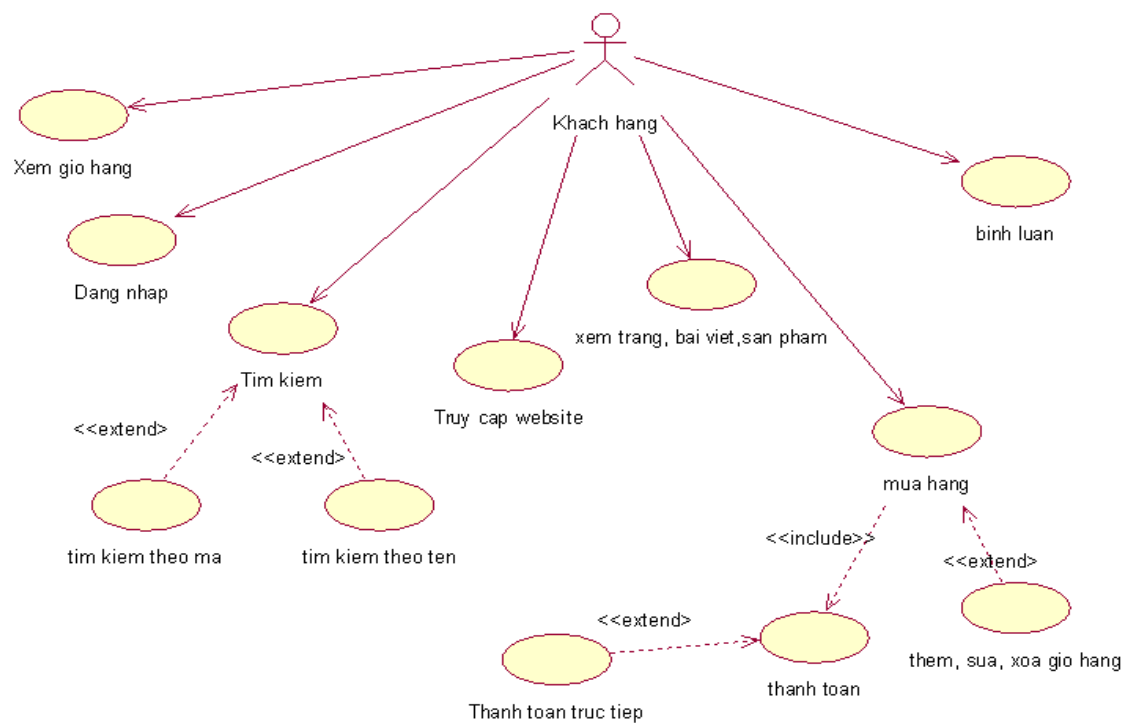 Khach hang
Xem gio hang
binh luan
Dang nhap
xem trang, bai viet,san pham
Tim kiem
Truy cap website
<<extend>
<<extend>
mua hang
tim kiem theo ma
tim kiem theo ten
<<include>>
<<extend>
<<extend>
them, sua, xoa gio hang
thanh toan
Thanh toan truc tiep